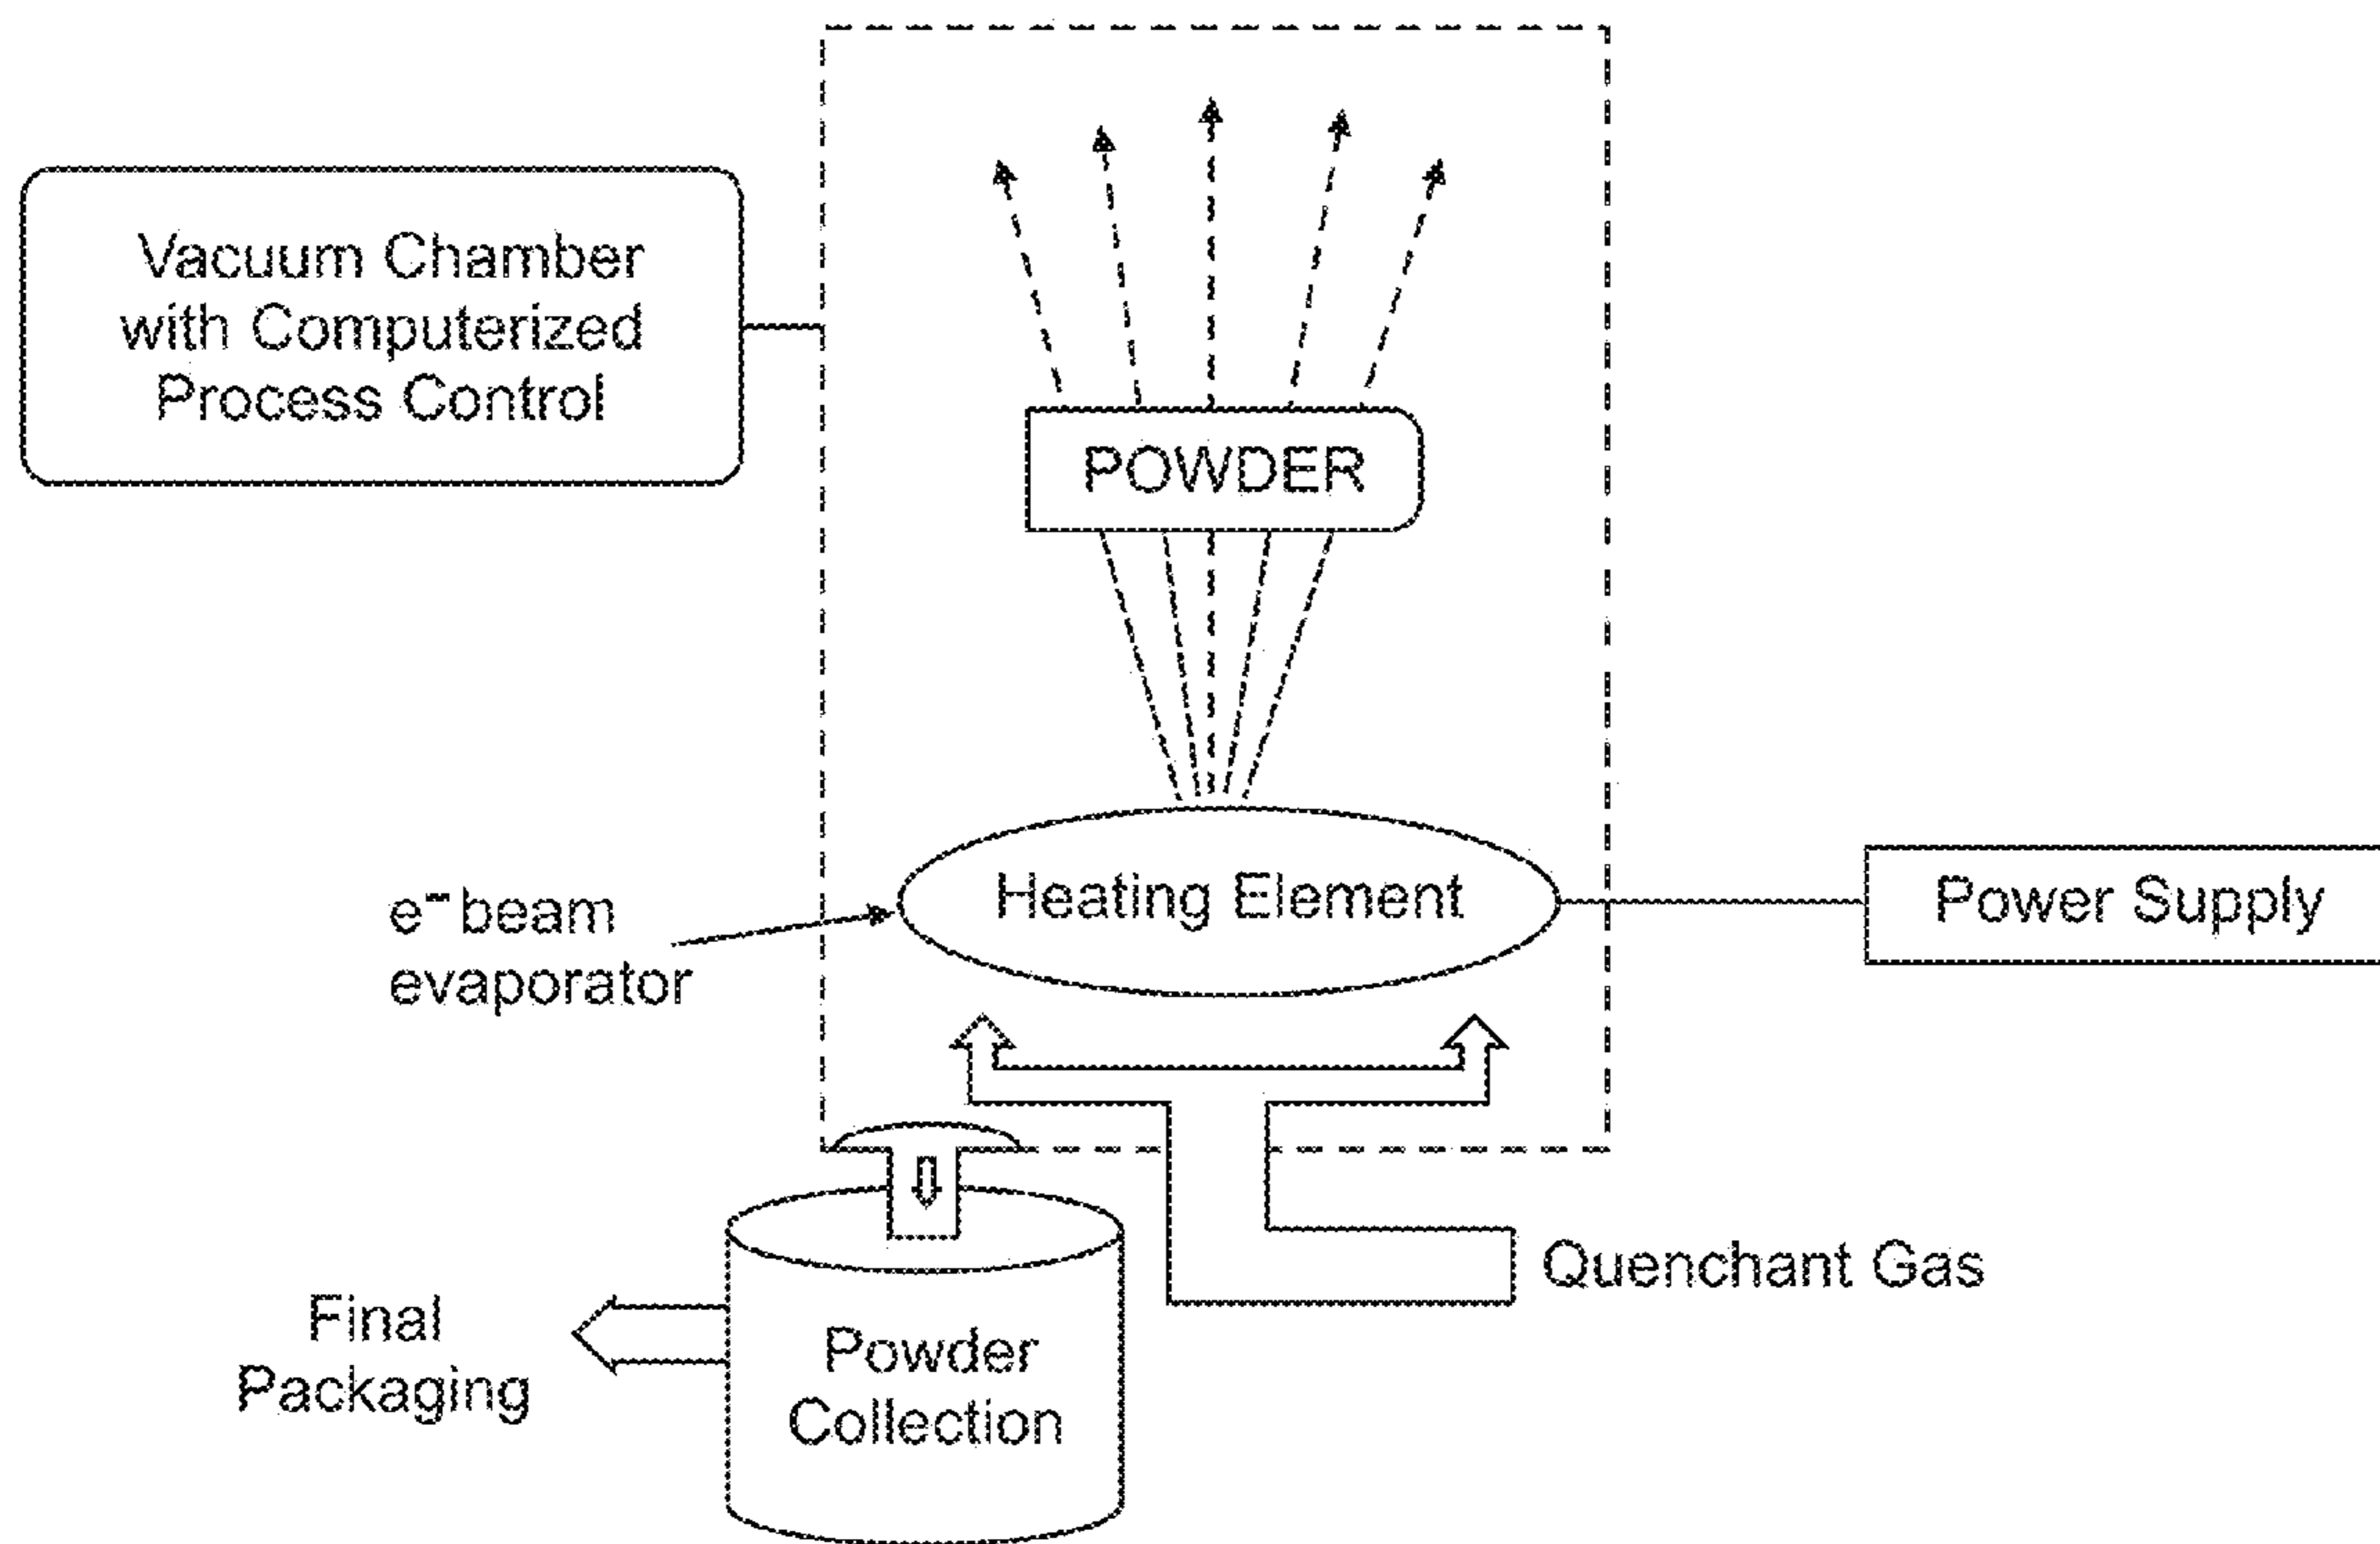 Vacuum Chamber
with Computerized
Process Control
POWDER
e⁻ beam
evaporator
Heating Element
Power Supply
Quenchant Gas
Final
Packaging
Powder
Collection